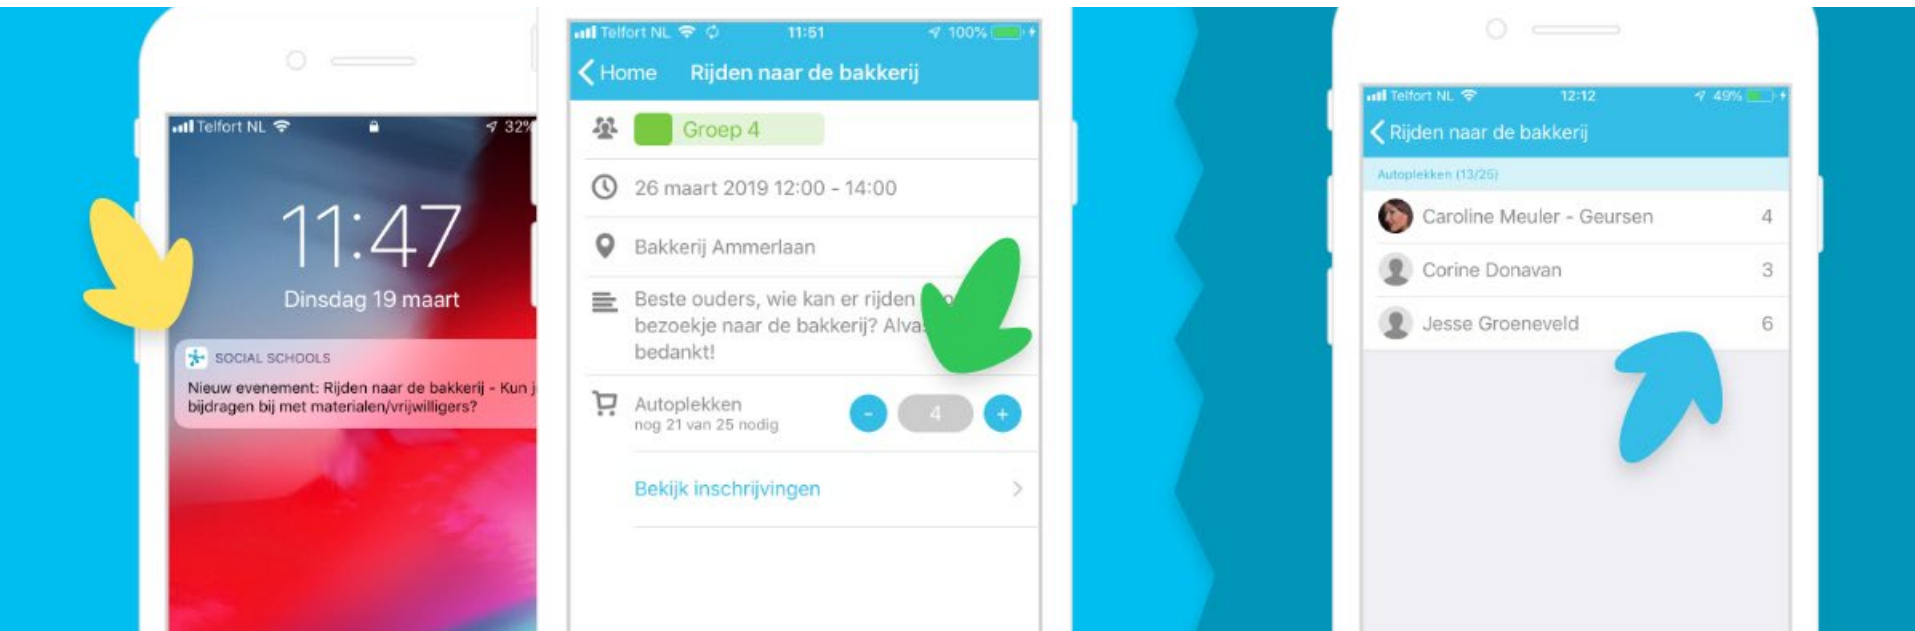 Telfort NL
32%
11:47
Dinsdag 19 maart
SOCIAL SCHOOLS
Nieuw evenement: Rijden naar de bakkerij - Kun
bijdragen bij met materialen/vrijwilligers?
Telfort NL 11:51 100%
Home Rijden naar de bakkerij
Groep 4
26 maart 2019 12:00 - 14:00
Bakkerij Ammerlaan
Beste ouders, wie kan er rijden
bezoekje naar de bakkerij?
bedankt!
Autoplekken
nog 21 van 25 nodig
- 4 +
Bekijk inschrijvingen
Telfort NL 12:12 49%
Rijden naar de bakkerij
Autoplekken (13/25)
Caroline Meuler - Geursen 4
Corine Donavan 3
Jesse Groeneveld 6